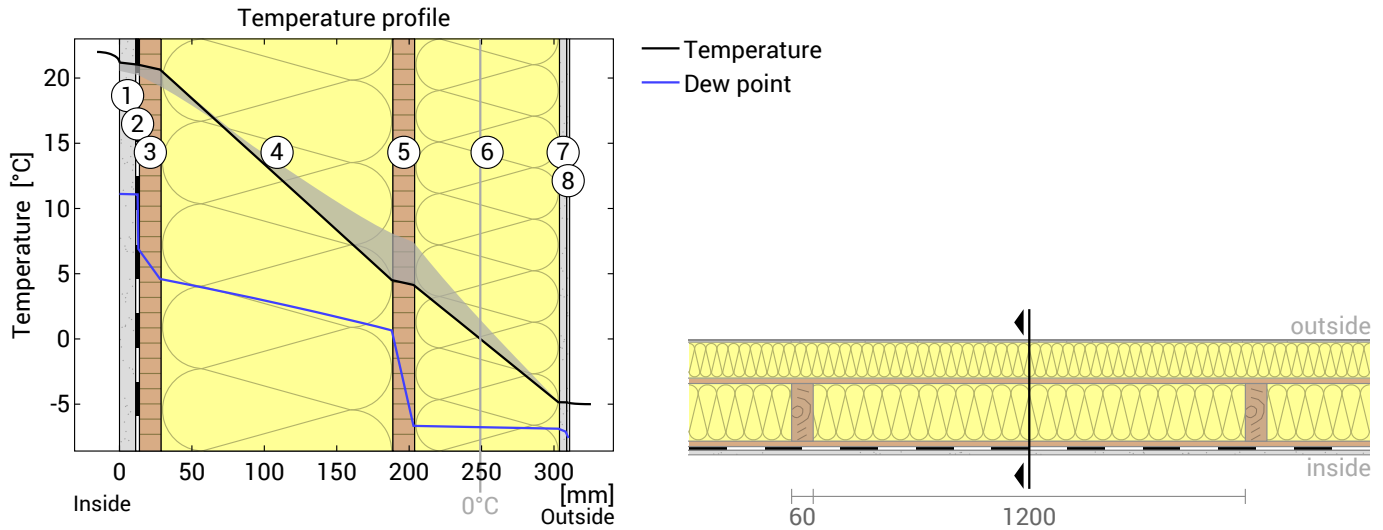 Temperature profile
Temperature
Dew point
Temperature [°C]
20
15
10
5
0
-5
1
2
3
4
5
6
7
8
0 50 100 150 200 250 300
[mm]
0°C
Inside
Outside
outside
inside
60 1200